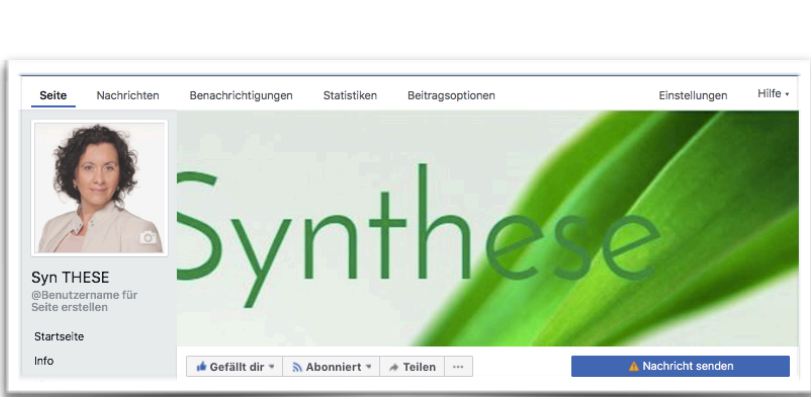 Seite Nachrichten Benachrichtigungen Statistiken Beitragsoptionen Einstellungen Hilfe
Synthese
Syn THESE
@Benutzername für
Seite erstellen
Startseite
Info
Gefällt dir Abonniert Teilen ... Nachricht senden